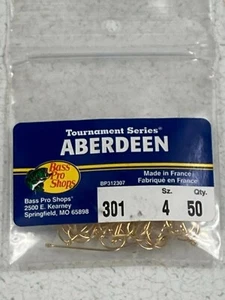 Tournament Series®
ABERDEEN
Made in France
Fabriqué en France
Bass
Pro Shops
BP312307
Bass Pro Shops®
2500 E. Kearney
Springfield, MO 65898
Sz. Qty.
301 4 50